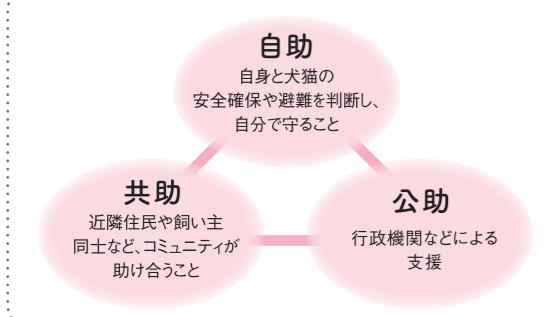 自助
自身と犬猫の
安全確保や避難を判断し、
自分で守ること
共助
近隣住民や飼い主
同士など、コミュニティが
助け合うこと
公助
行政機関などによる
支援